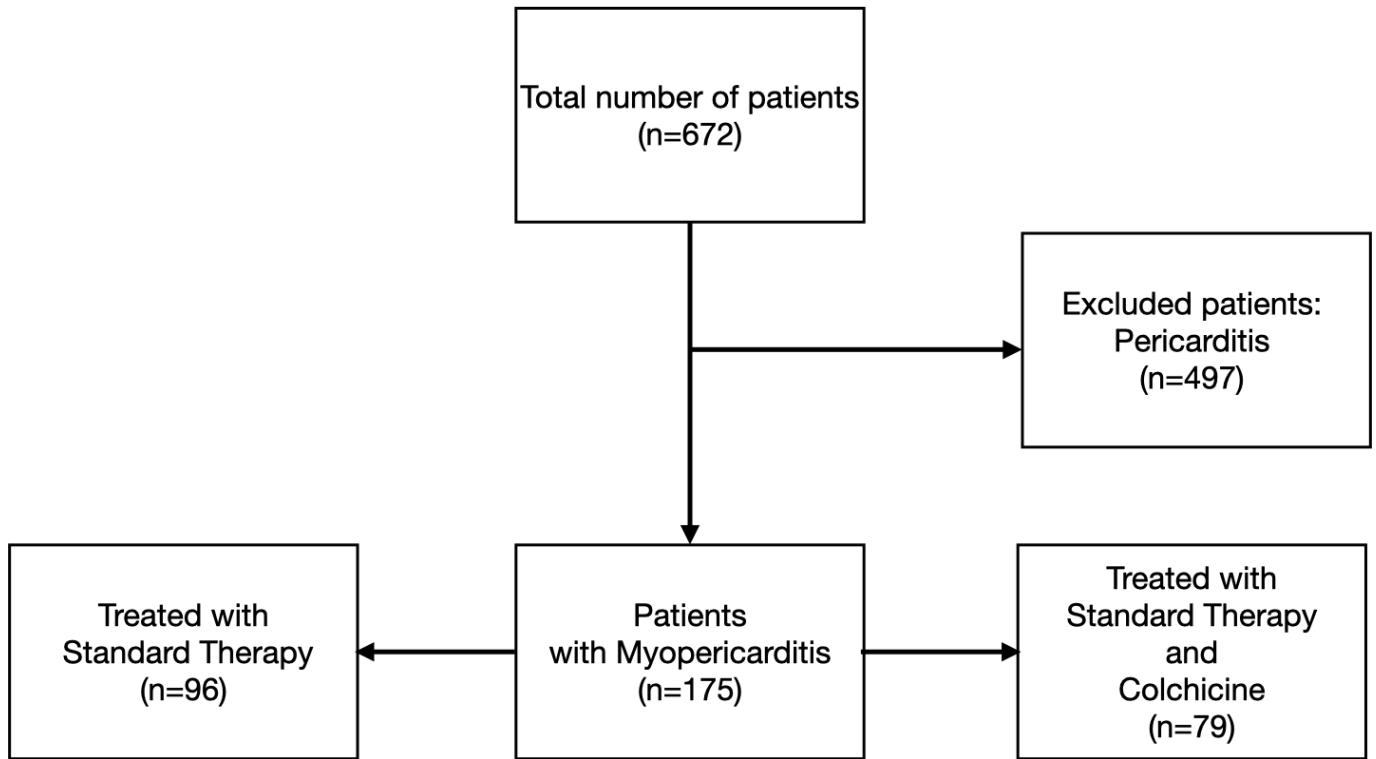 Total number of patients
(n=672)
Excluded patients:
Pericarditis
(n=497)
Treated with
Standard Therapy
(n=96)
Patients
with Myopericarditis
(n=175)
Treated with
Standard Therapy
and
Colchicine
(n=79)